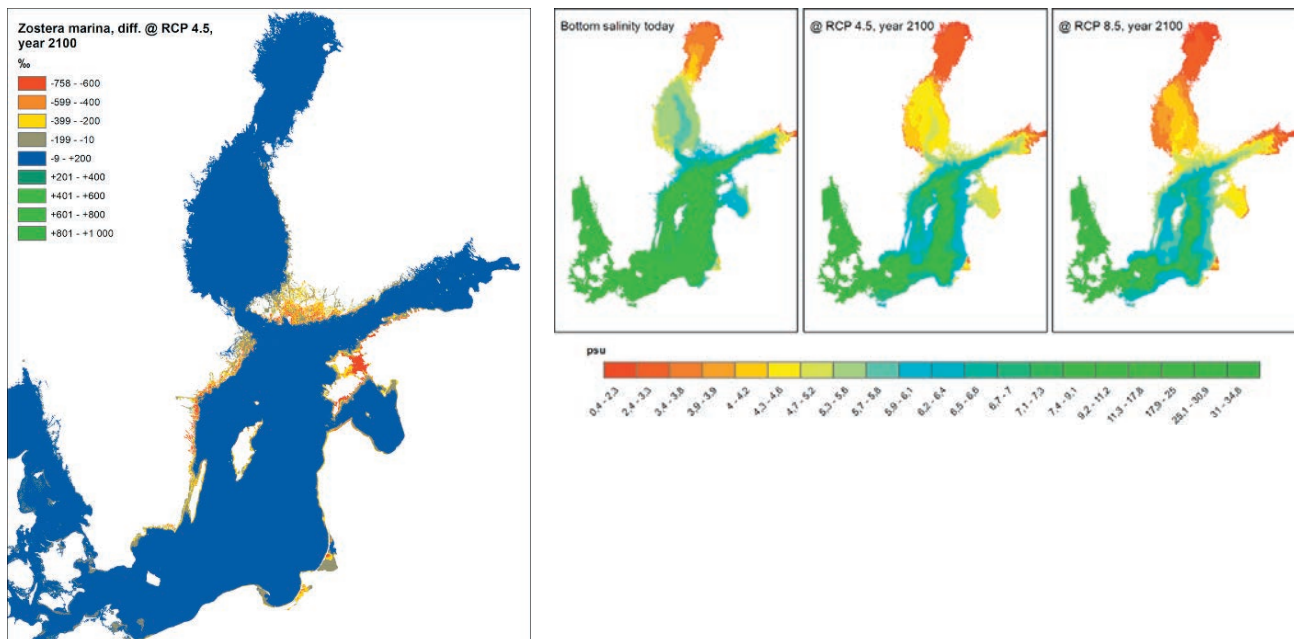 Zostera marina, diff. @ RCP 4.5,
year 2100
‰
-758 - -600
-599 - -400
-399 - -200
-199 - -10
-9 - +200
+201 - +400
+401 - +600
+601 - +800
+801 - +1 000
Bottom salinity today
@ RCP 4.5, year 2100
@ RCP 8.5, year 2100
psu
0,4 - 2,3
2,4 - 3,3
3,4 - 3,8
3,9 - 3,9
4 - 4,2
4,3 - 4,6
4,7 - 5,2
5,3 - 5,6
5,7 - 5,8
5,9 - 6,1
6,2 - 6,4
6,5 - 6,6
6,7 - 7
7,1 - 7,3
7,4 - 9,1
9,2 - 11,2
11,3 - 17,8
17,9 - 25
25,1 - 30,9
31 - 34,8